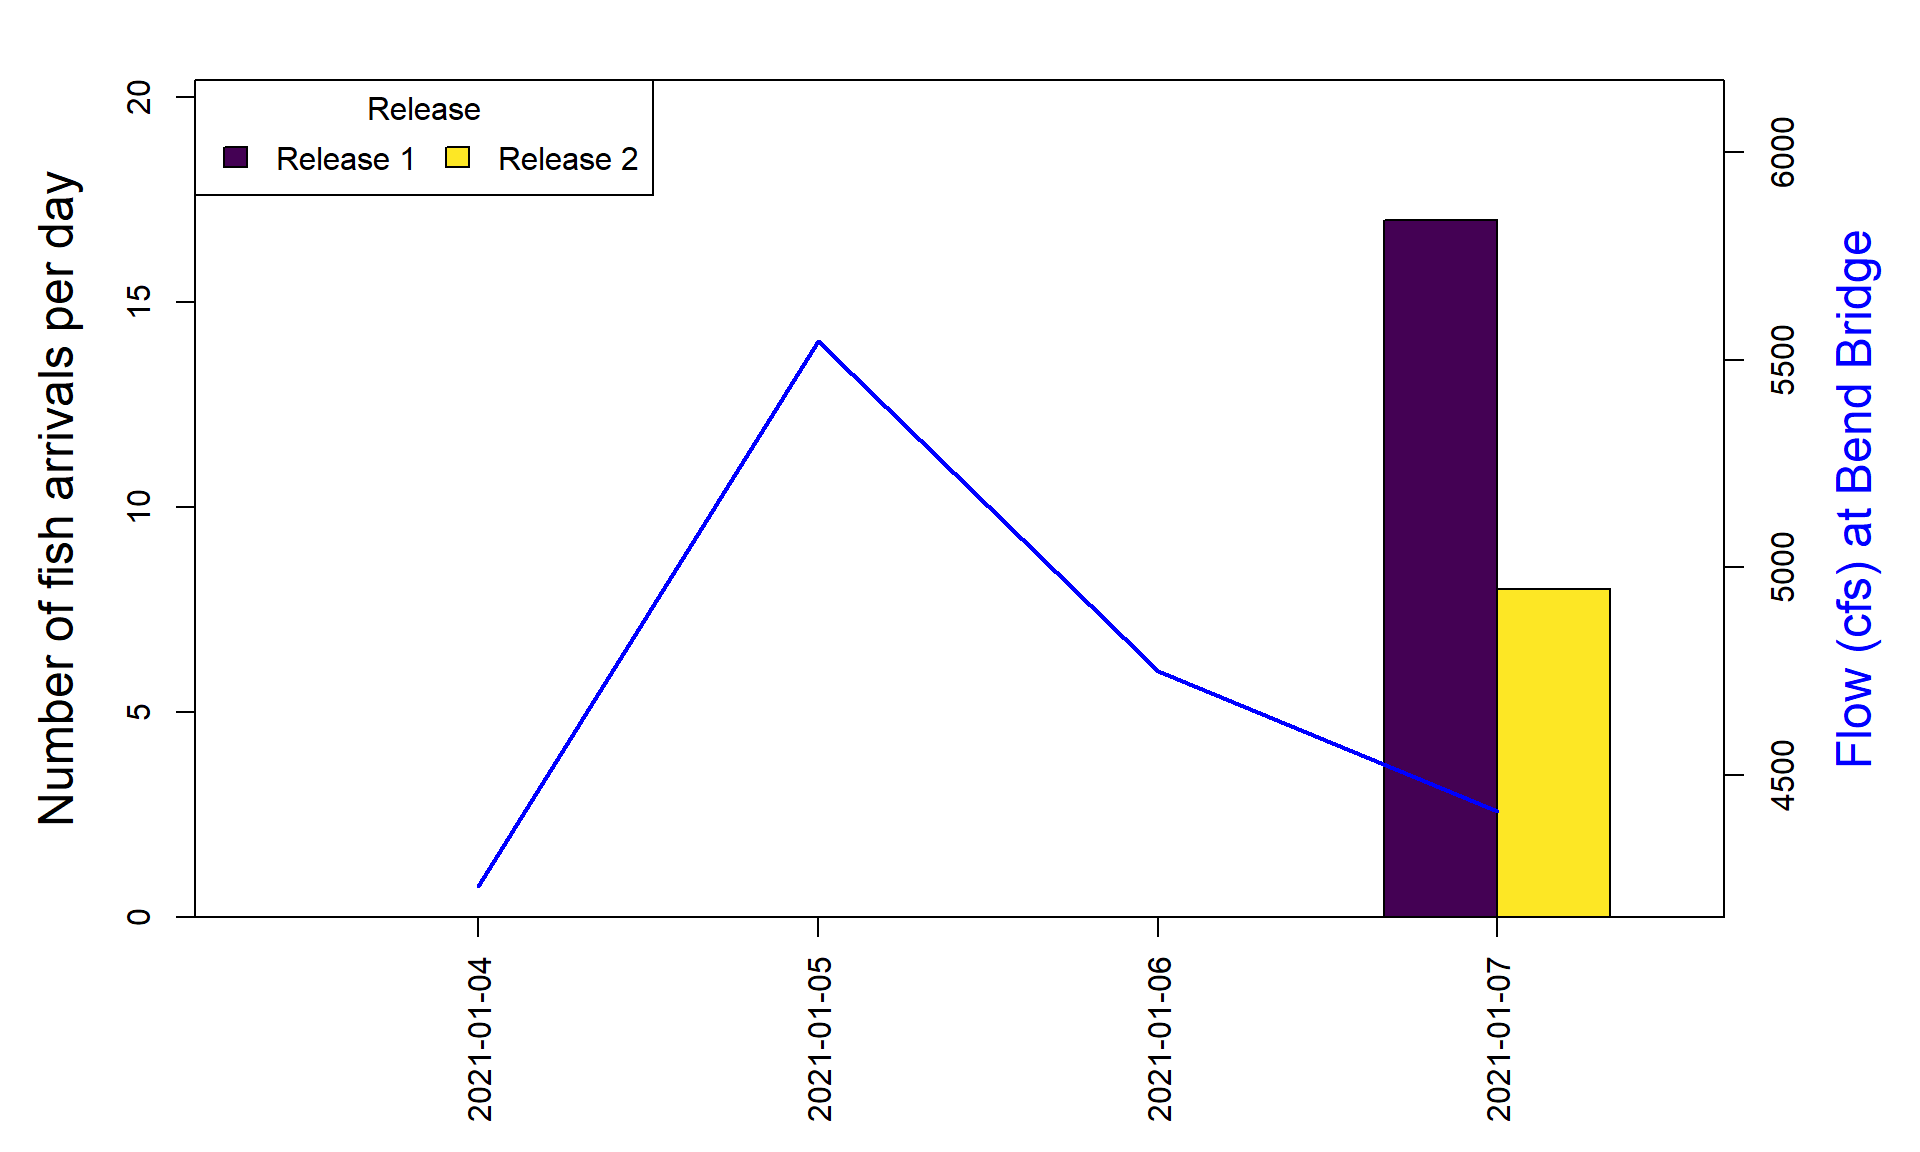 Release
Release 1
Release 2
Number of fish arrivals per day
20
15
10
5
0
6000
5500
5000
4500
Flow (cfs) at Bend Bridge
2021-01-04
2021-01-05
2021-01-06
2021-01-07